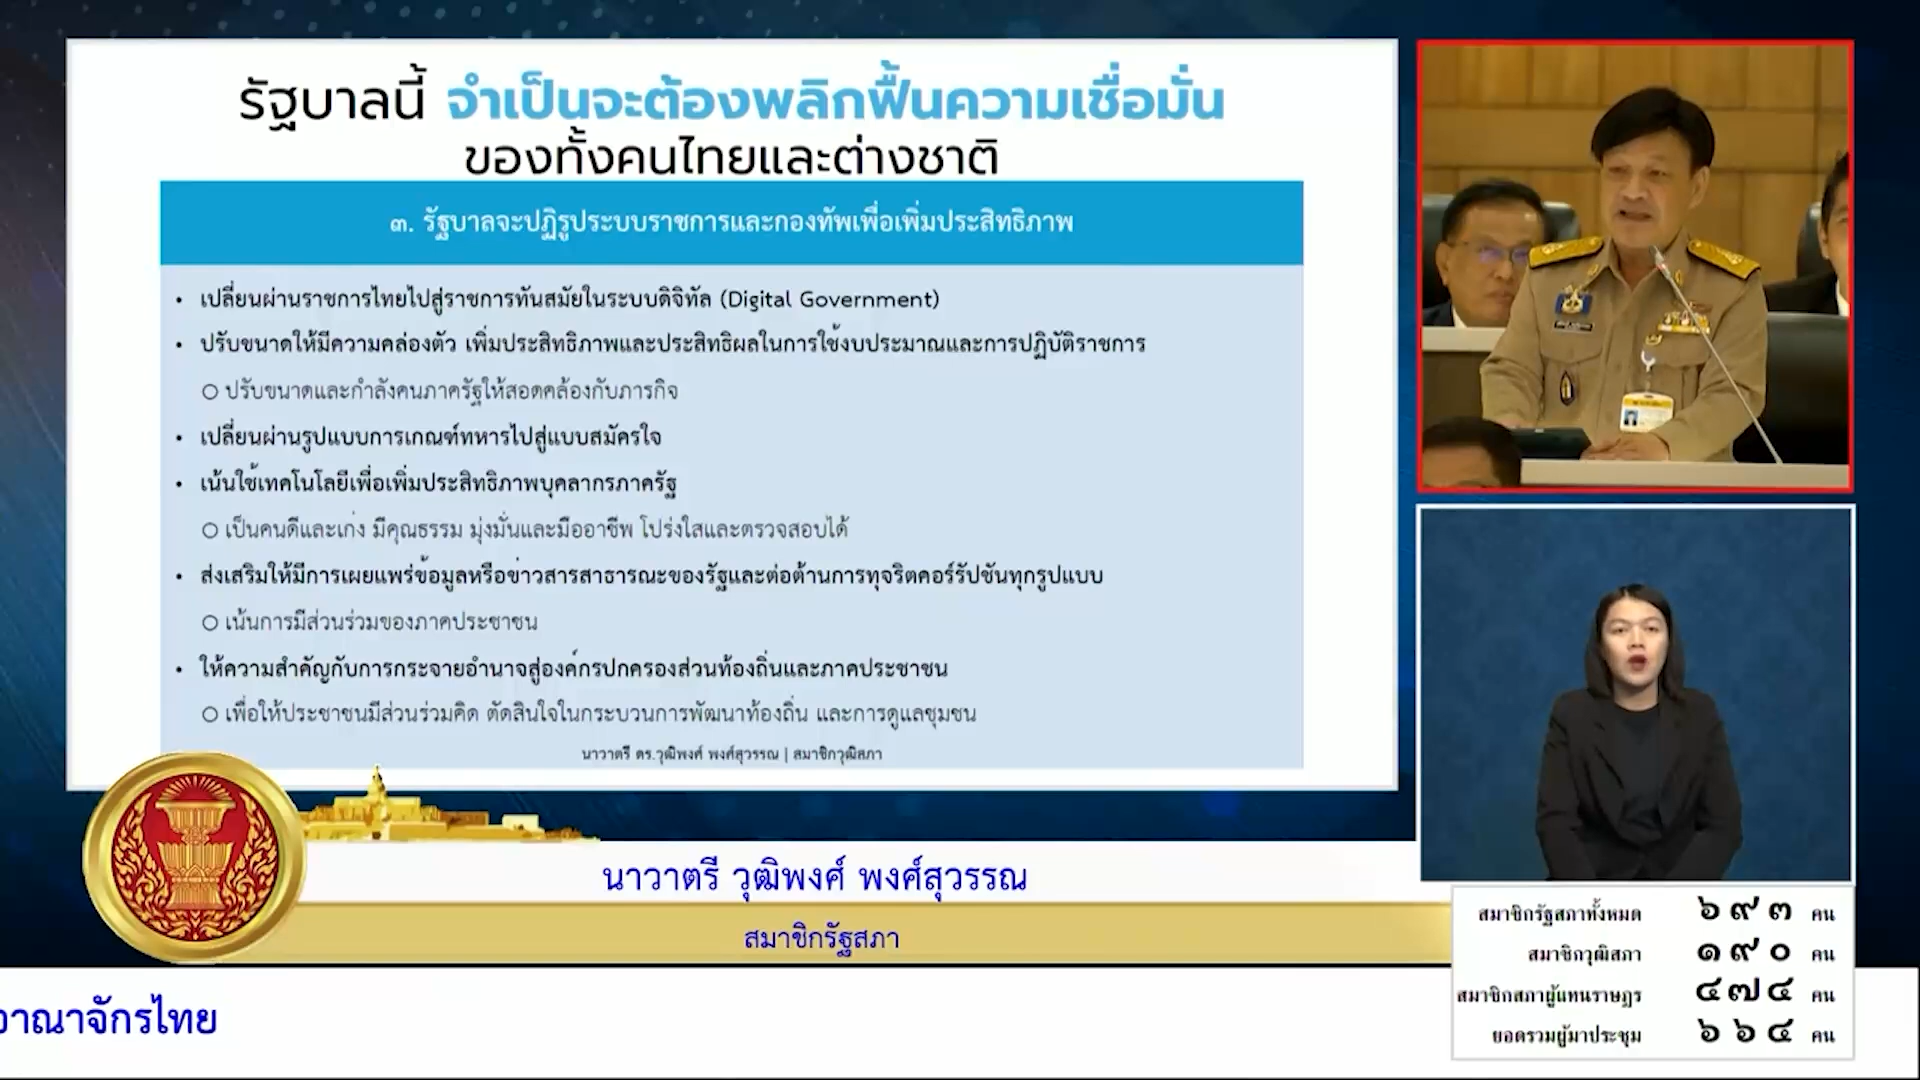 รัฐบาลนี้ จำเป็นจะต้องพลิกฟื้นความเชื่อมั่น
ของทั้งคนไทยและต่างชาติ
๓. รัฐบาลจะปฏิรูประบบราชการและกองทัพเพื่อเพิ่มประสิทธิภาพ
• เปลี่ยนผ่านราชการไทยไปสู่ราชการทันสมัยในระบบดิจิทัล (Digital Government)
• ปรับขนาดให้มีความคล่องตัว เพิ่มประสิทธิภาพและประสิทธิผลในการใช้งบประมาณและการปฏิบัติราชการ
○ ปรับขนาดและกำลังคนภาครัฐให้สอดคล้องกับภารกิจ
• เปลี่ยนผ่านรูปแบบการเกณฑ์ทหารไปสู่แบบสมัครใจ
• เน้นใช้เทคโนโลยีเพื่อเพิ่มประสิทธิภาพบุคลากรภาครัฐ
○ เป็นคนดีและเก่ง มีคุณธรรม มุ่งมั่นและมืออาชีพ โปร่งใสและตรวจสอบได้
• ส่งเสริมให้มีการเผยแพร่ข้อมูลหรือข่าวสารสาธารณะของรัฐและต่อต้านการทุจริตคอร์รัปชันทุกรูปแบบ
○ เน้นการมีส่วนร่วมของภาคประชาชน
• ให้ความสำคัญกับการกระจายอำนาจสู่องค์กรปกครองส่วนท้องถิ่นและภาคประชาชน
○ เพื่อให้ประชาชนมีส่วนร่วมคิด ตัดสินใจในกระบวนการพัฒนาท้องถิ่น และการดูแลชุมชน
นาวาตรี ดร.วุฒิพงศ์ พงศ์สุวรรณ | สมาชิกวุฒิสภา
นาวาตรี วุฒิพงศ์ พงศ์สุวรรณ
สมาชิกรัฐสภา
สมาชิกรัฐสภาทั้งหมด ๖๙๓ คน
สมาชิกวุฒิสภา ๑๙๐ คน
สมาชิกสภาผู้แทนราษฎร ๔๗๔ คน
ยอดรวมผู้มาประชุม ๖๖๔ คน
อาณาจักรไทย